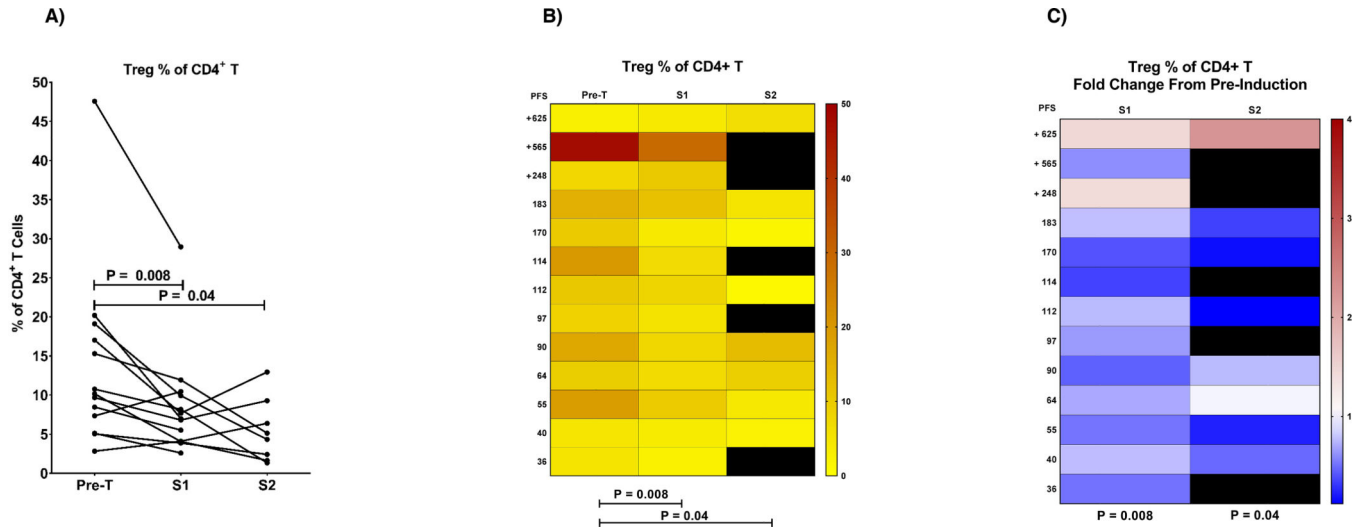 A)
Treg % of CD4+ T
% of CD4+ T Cells
50
45
40
35
30
25
20
15
10
5
0
P = 0.008
P = 0.04
Pre-T S1 S2
B)
Treg % of CD4+ T
PFS Pre-T S1 S2
+625
+565
+248
183
170
114
112
97
90
64
55
40
36
50
40
30
20
10
0
P = 0.008
P = 0.04
C)
Treg % of CD4+ T
Fold Change From Pre-Induction
PFS S1 S2
+ 625
+ 565
+ 248
183
170
114
112
97
90
64
55
40
36
4
3
2
1
P = 0.008 P = 0.04